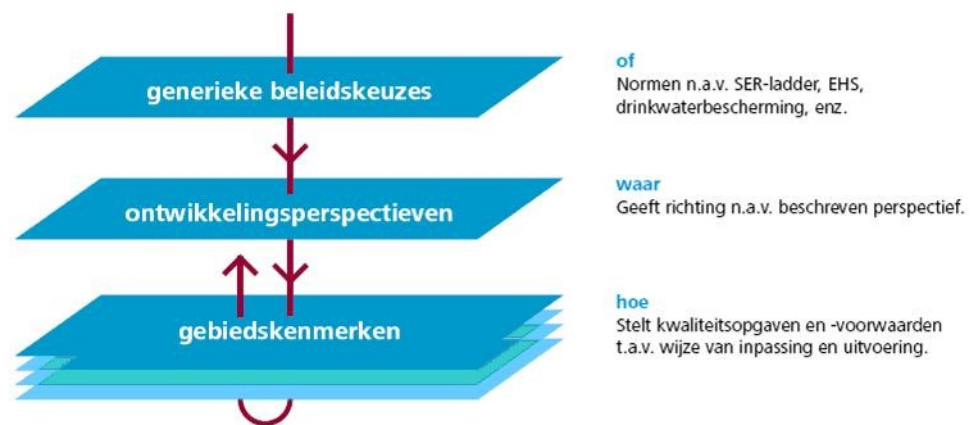 generieke beleidskeuzes
of
Normen n.a.v. SER-ladder, EHS,
drinkwaterbescherming, enz.
ontwikkelingsperspectieven
waar
Geeft richting n.a.v. beschreven perspectief.
gebiedskenmerken
hoe
Stelt kwaliteitsopgaven en -voorwaarden
t.a.v. wijze van inpassing en uitvoering.